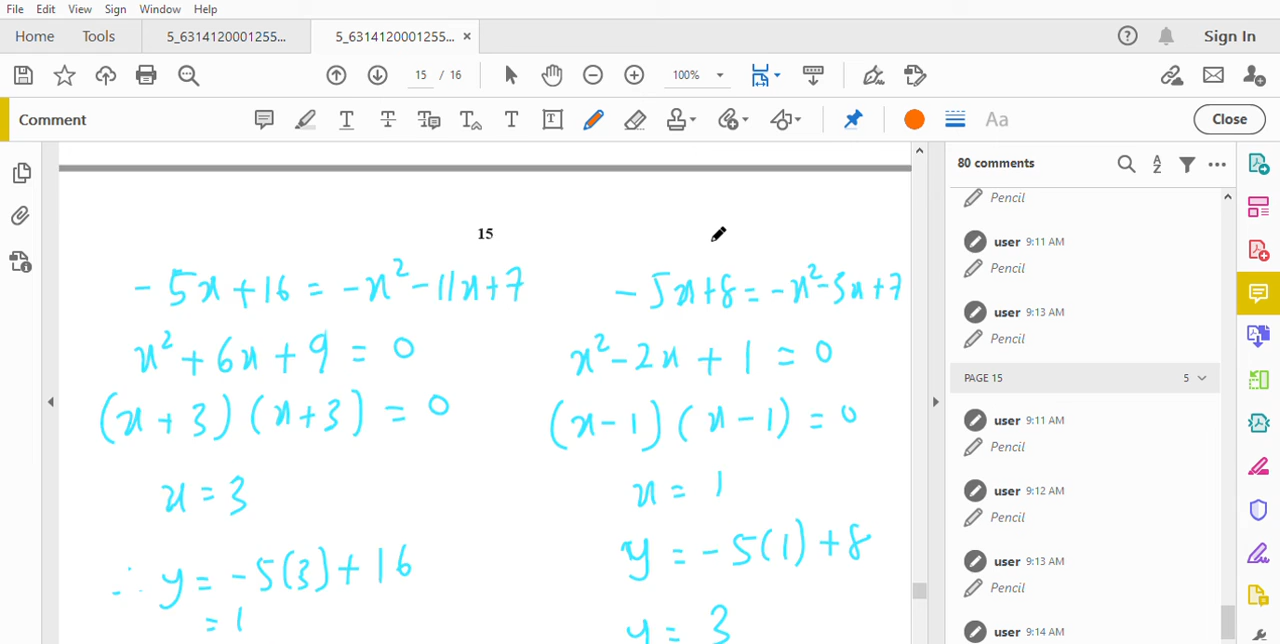 File Edit View Sign Window Help
Home Tools 5_6314120001255... 5_6314120001255... × Sign In
15 / 16 100%
Comment Aa Close
80 comments
Pencil
user 9:11 AM
Pencil
user 9:13 AM
Pencil
PAGE 15 5
user 9:11 AM
Pencil
user 9:12 AM
Pencil
user 9:13 AM
Pencil
user 9:14 AM
15
-5x+16 = -x²-11x+7
x²+6x+9 = 0
(x+3)(x+3) = 0
x = 3
∴ y = -5(3)+16
= 1
-5x+8 = -x²-3x+7
x²-2x+1 = 0
(x-1)(x-1) = 0
x = 1
y = -5(1)+8
y = 3